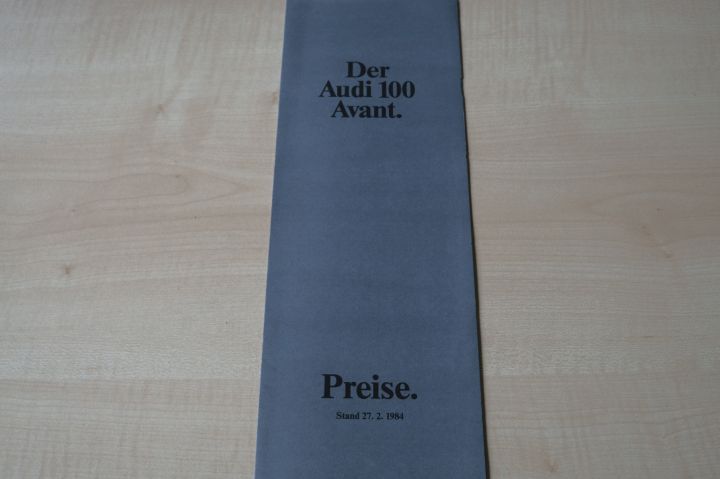 Der
Audi 100
Avant.
Preise.
Stand 27. 2. 1984